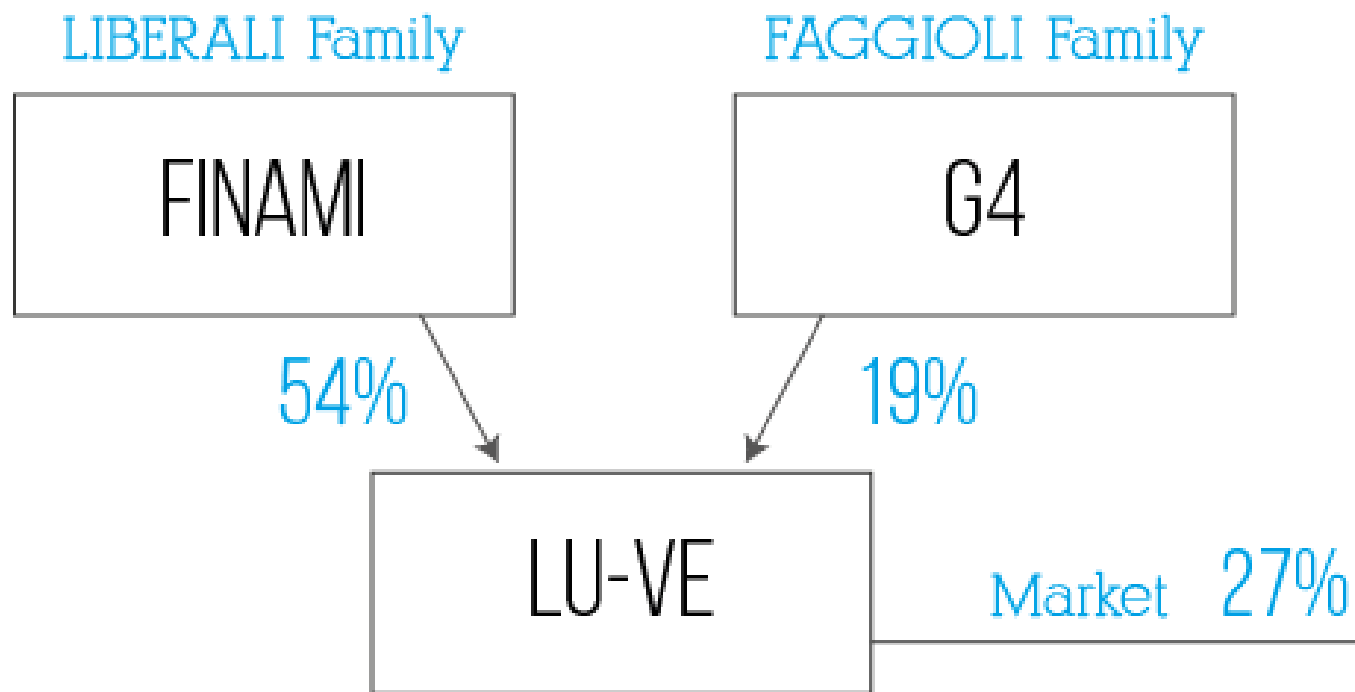 LIBERALI Family
FAGGIOLI Family
FINAMI
G4
54%
19%
LU-VE
Market 27%